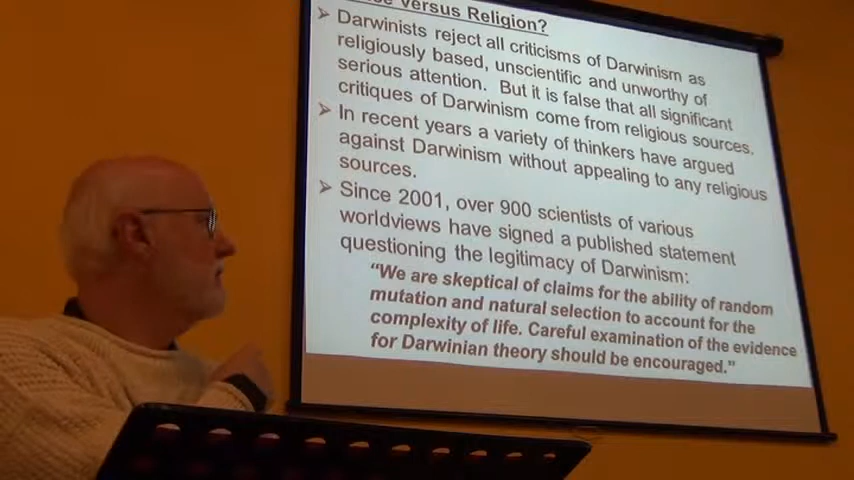 versus Religion?
➢ Darwinists reject all criticisms of Darwinism as
religiously based, unscientific and unworthy of
serious attention. But it is false that all significant
critiques of Darwinism come from religious sources.
➢ In recent years a variety of thinkers have argued
against Darwinism without appealing to any religious
sources.
➢ Since 2001, over 900 scientists of various
worldviews have signed a published statement
questioning the legitimacy of Darwinism:
"We are skeptical of claims for the ability of random
mutation and natural selection to account for the
complexity of life. Careful examination of the evidence
for Darwinian theory should be encouraged."